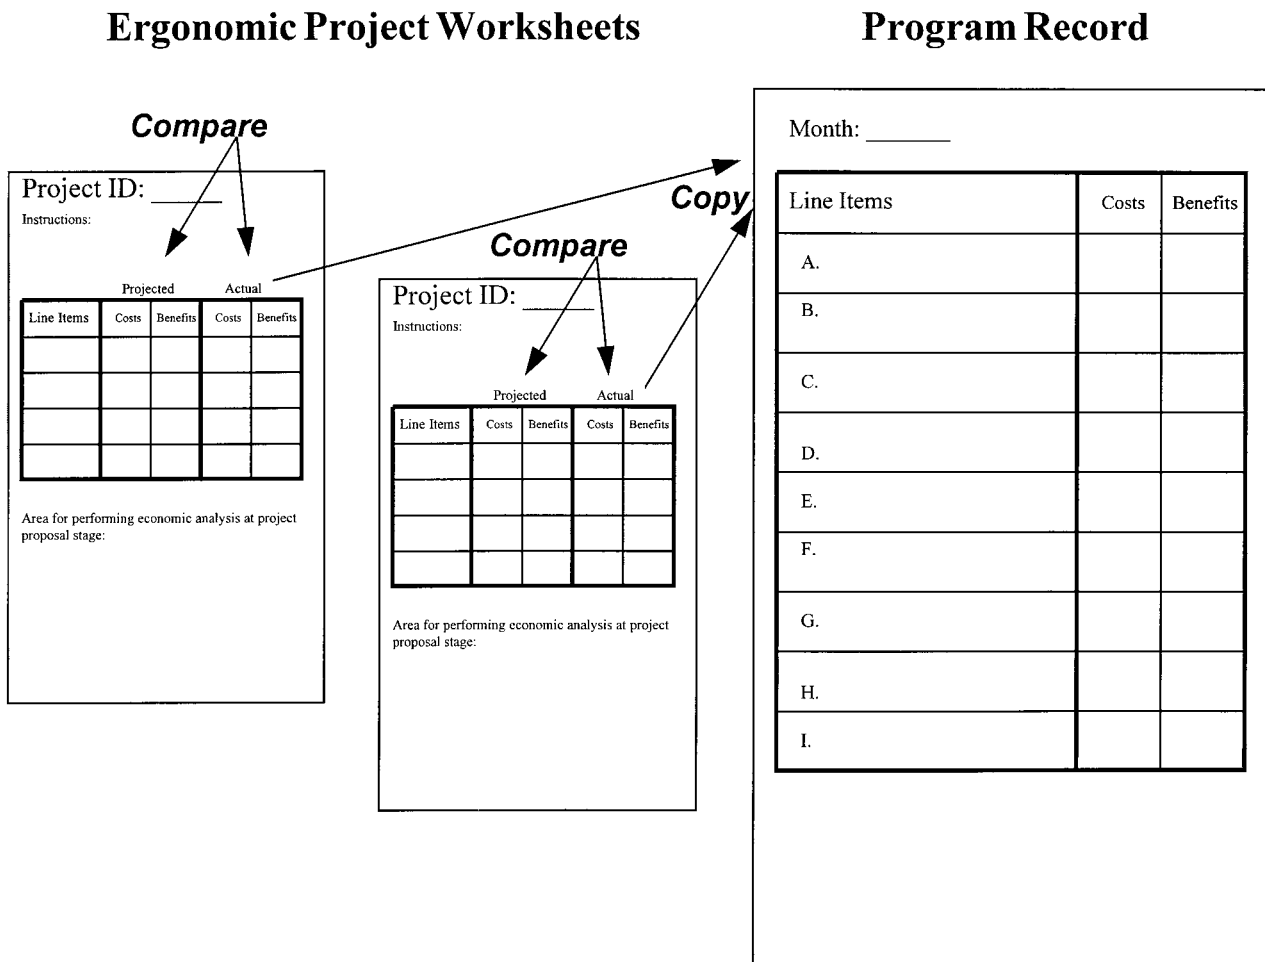 Ergonomic Project Worksheets
Program Record
Compare
Project ID: ______
Instructions:
Projected Actual
Line Items Costs Benefits Costs Benefits
Area for performing economic analysis at project
proposal stage:
Compare
Project ID: ______
Instructions:
Projected Actual
Line Items Costs Benefits Costs Benefits
Area for performing economic analysis at project
proposal stage:
Copy
Month: ______
Line Items Costs Benefits
A.
B.
C.
D.
E.
F.
G.
H.
I.